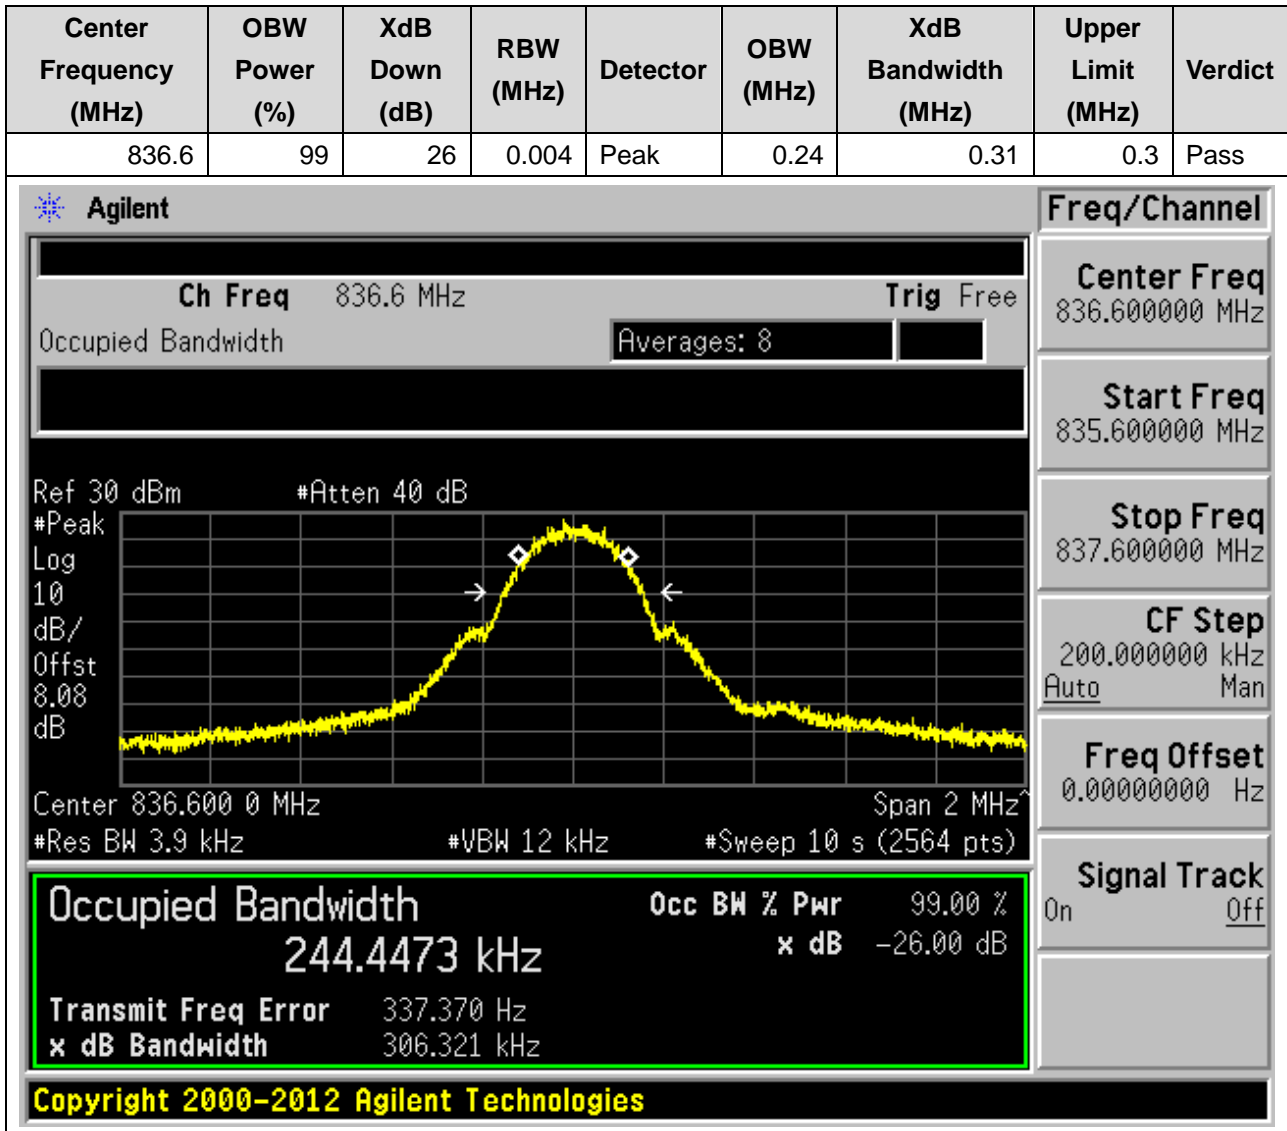 Center Frequency (MHz) OBW Power (%) XdB Down (dB) RBW (MHz) Detector OBW (MHz) XdB Bandwidth (MHz) Upper Limit (MHz) Verdict
836.6 99 26 0.004 Peak 0.24 0.31 0.3 Pass
Agilent
Freq/Channel
Ch Freq 836.6 MHz Trig Free
Occupied Bandwidth Averages: 8
Center Freq
836.600000 MHz
Start Freq
835.600000 MHz
Stop Freq
837.600000 MHz
CF Step
200.000000 kHz
Auto Man
Freq Offset
0.00000000 Hz
Signal Track
On Off
Ref 30 dBm #Atten 40 dB
#Peak
Log
10
dB/
Offst
8.08
dB
Center 836.600 0 MHz Span 2 MHz^
#Res BW 3.9 kHz #VBW 12 kHz #Sweep 10 s (2564 pts)
Occupied Bandwidth Occ BW % Pwr 99.00 %
244.4473 kHz x dB -26.00 dB
Transmit Freq Error 337.370 Hz
x dB Bandwidth 306.321 kHz
Copyright 2000-2012 Agilent Technologies